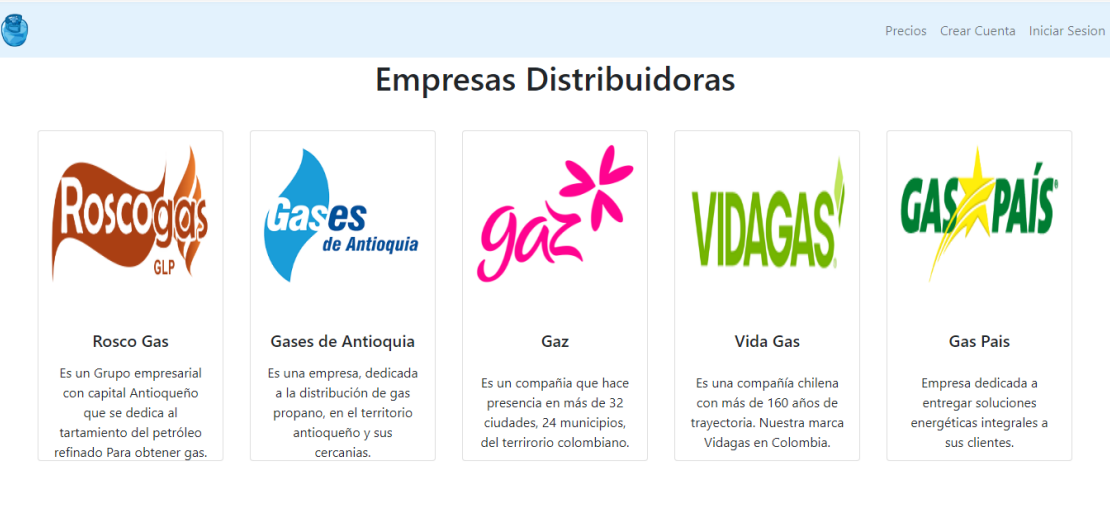 Precios Crear Cuenta Iniciar Sesion
Empresas Distribuidoras
Roscogas
GLP
Rosco Gas
Es un Grupo empresarial
con capital Antioqueño
que se dedica al
tartamiento del petróleo
refinado Para obtener gas.
Gases
de Antioquia
Gases de Antioquia
Es una empresa, dedicada
a la distribución de gas
propano, en el territorio
antioqueño y sus
cercanias.
gaz
Gaz
Es un compañia que hace
presencia en más de 32
ciudades, 24 municipios,
del terrirorio colombiano.
VIDAGAS
Vida Gas
Es una compañía chilena
con más de 160 años de
trayectoria. Nuestra marca
Vidagas en Colombia.
GAS PAÍS
Gas Pais
Empresa dedicada a
entregar soluciones
energéticas integrales a
sus clientes.